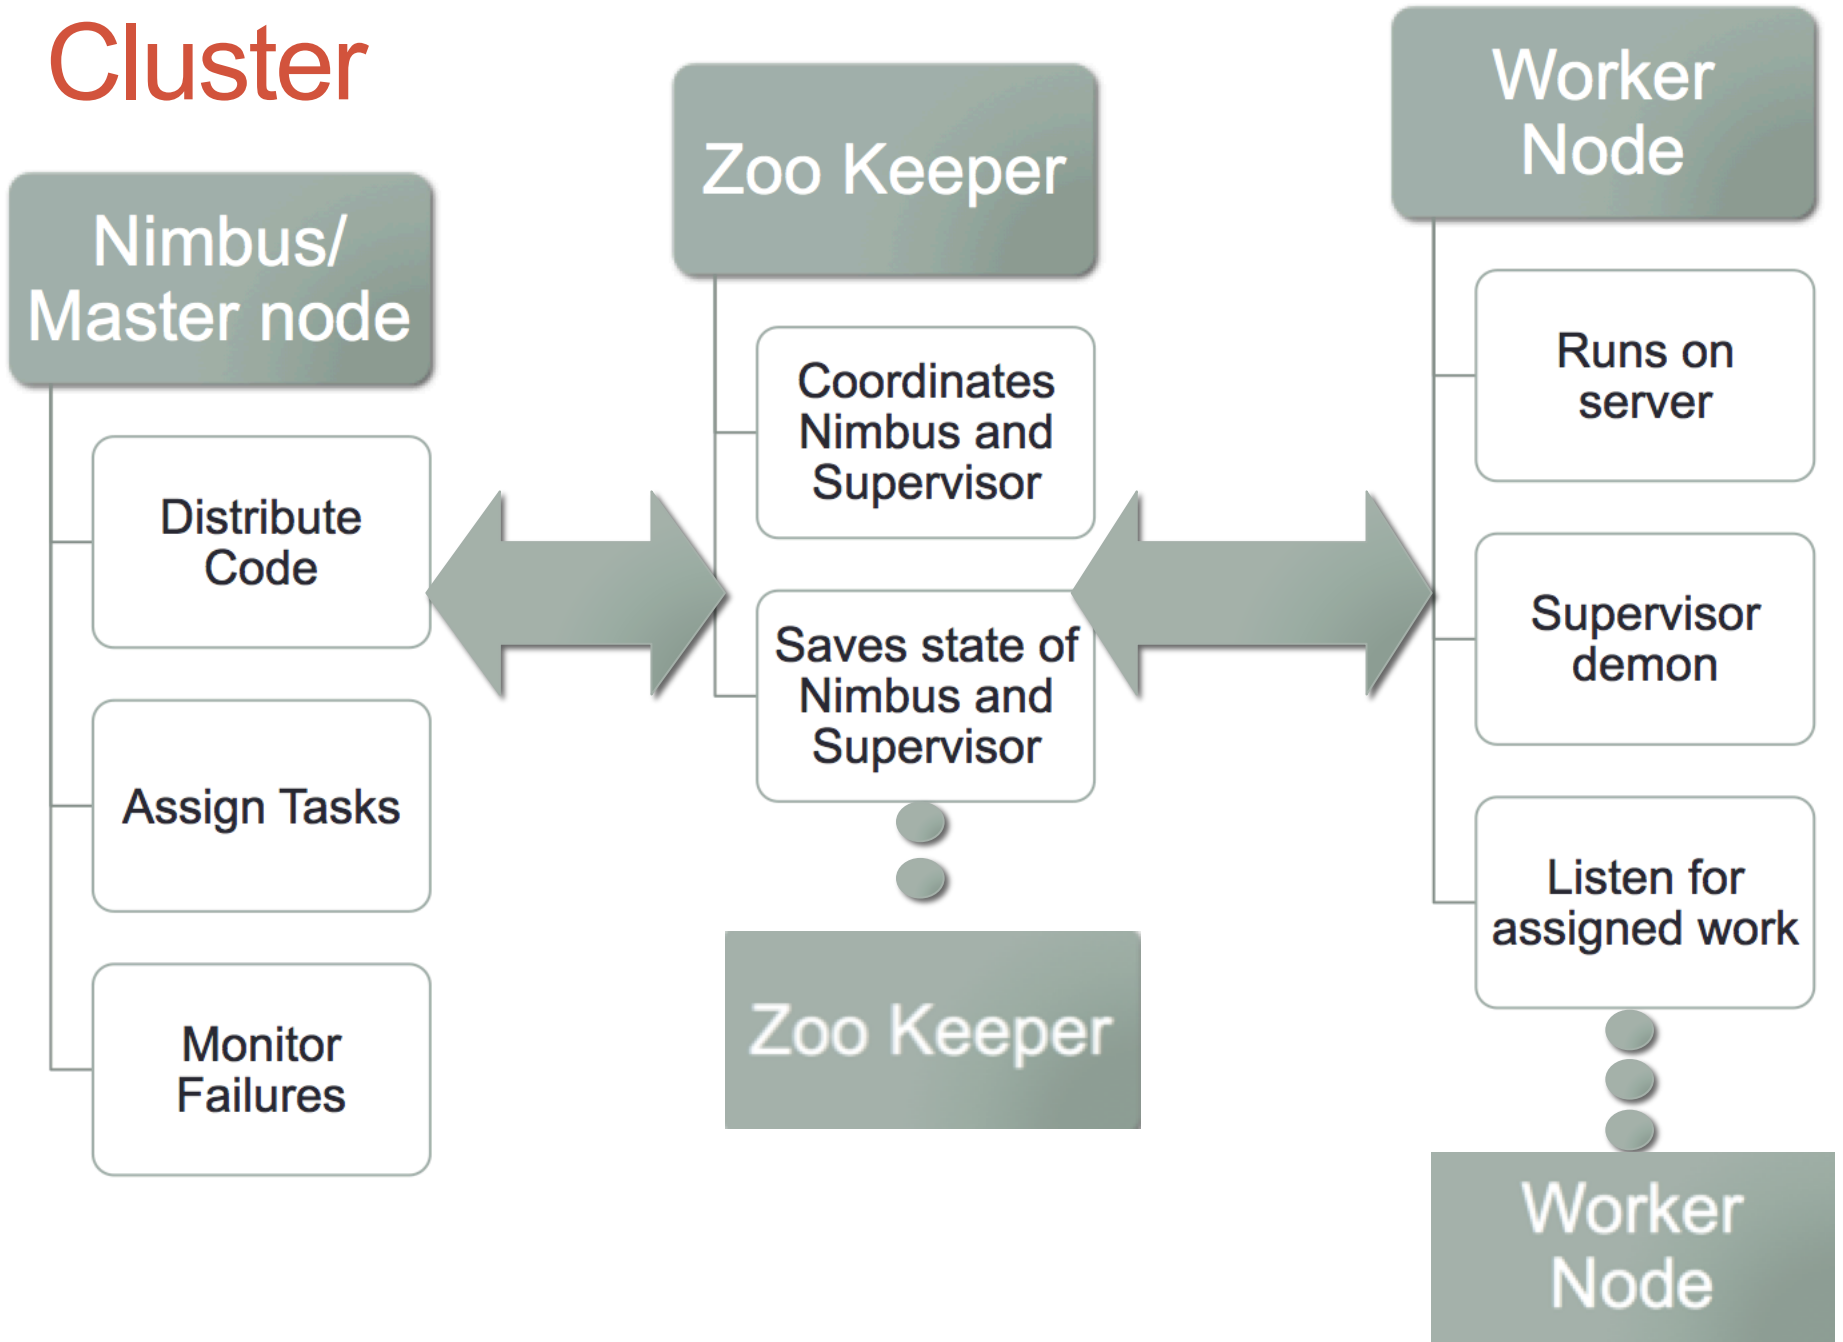 Cluster
Nimbus/
Master node
Distribute
Code
Assign Tasks
Monitor
Failures
Zoo Keeper
Coordinates
Nimbus and
Supervisor
Saves state of
Nimbus and
Supervisor
Zoo Keeper
Worker
Node
Runs on
server
Supervisor
demon
Listen for
assigned work
Worker
Node